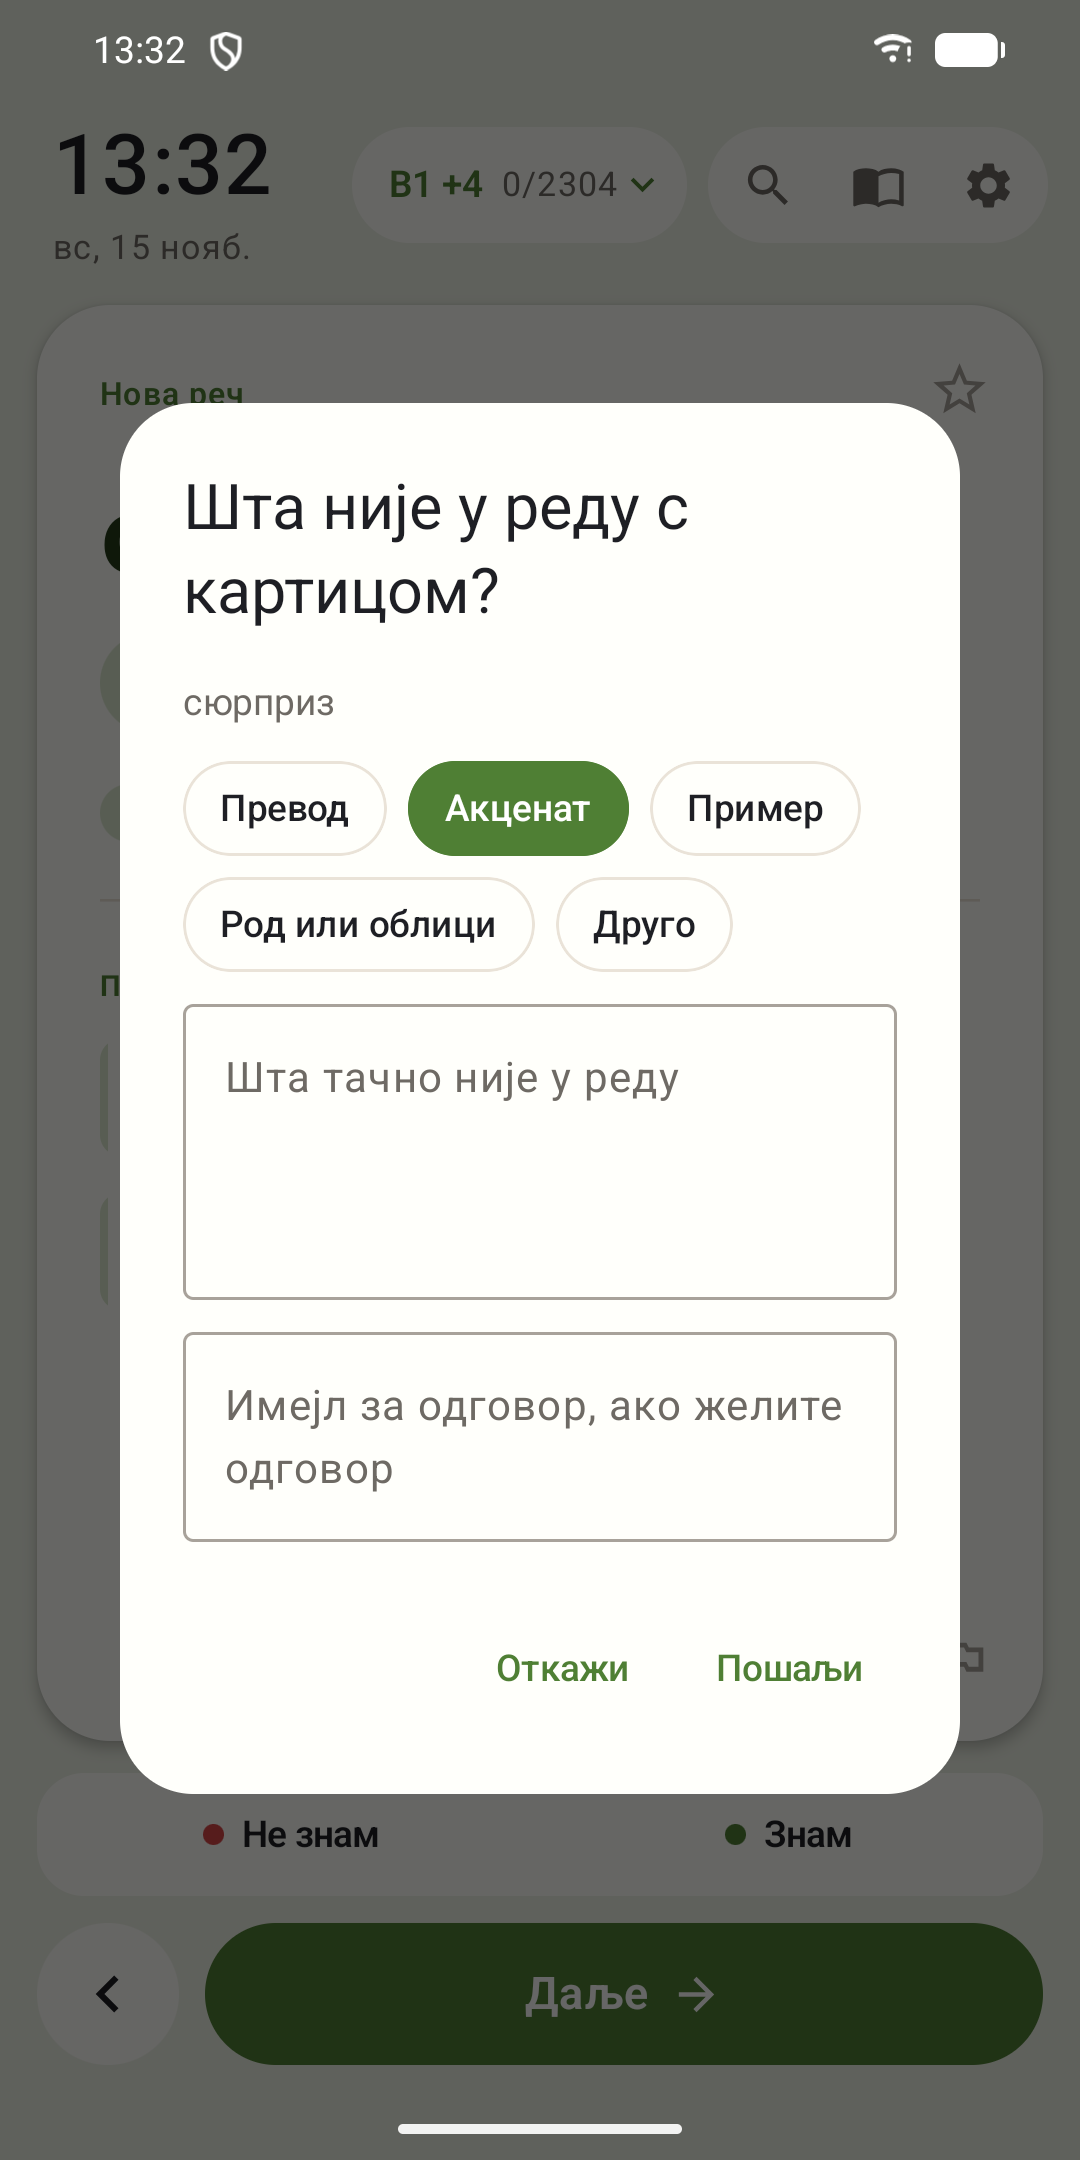 13:32
13:32
B1 +4 0/2304
вс, 15 нояб.
Нова реч
Шта није у реду с
картицом?
сюрприз
Превод
Акценат
Пример
Род или облици
Друго
Шта тачно није у реду
Имејл за одговор, ако желите
одговор
Откажи
Пошаљи
Не знам
Знам
Даље